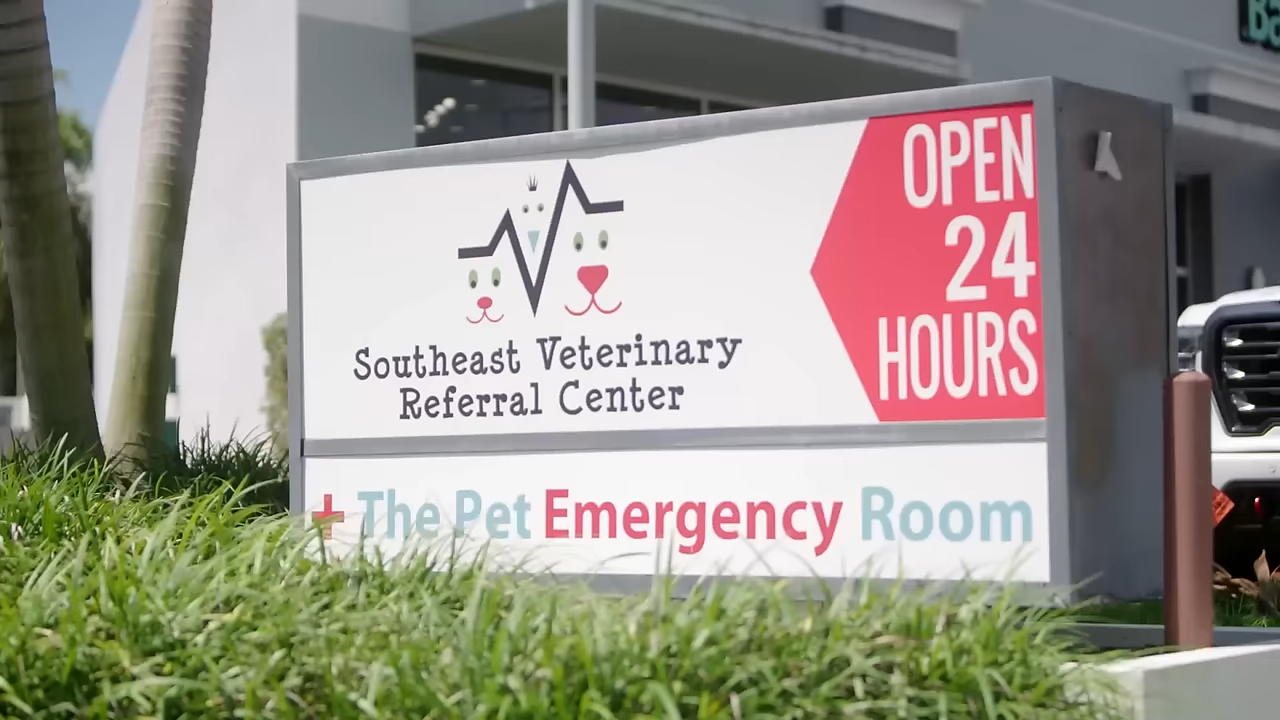 OPEN
24
HOURS
Southeast Veterinary
Referral Center
+ The Pet Emergency Room